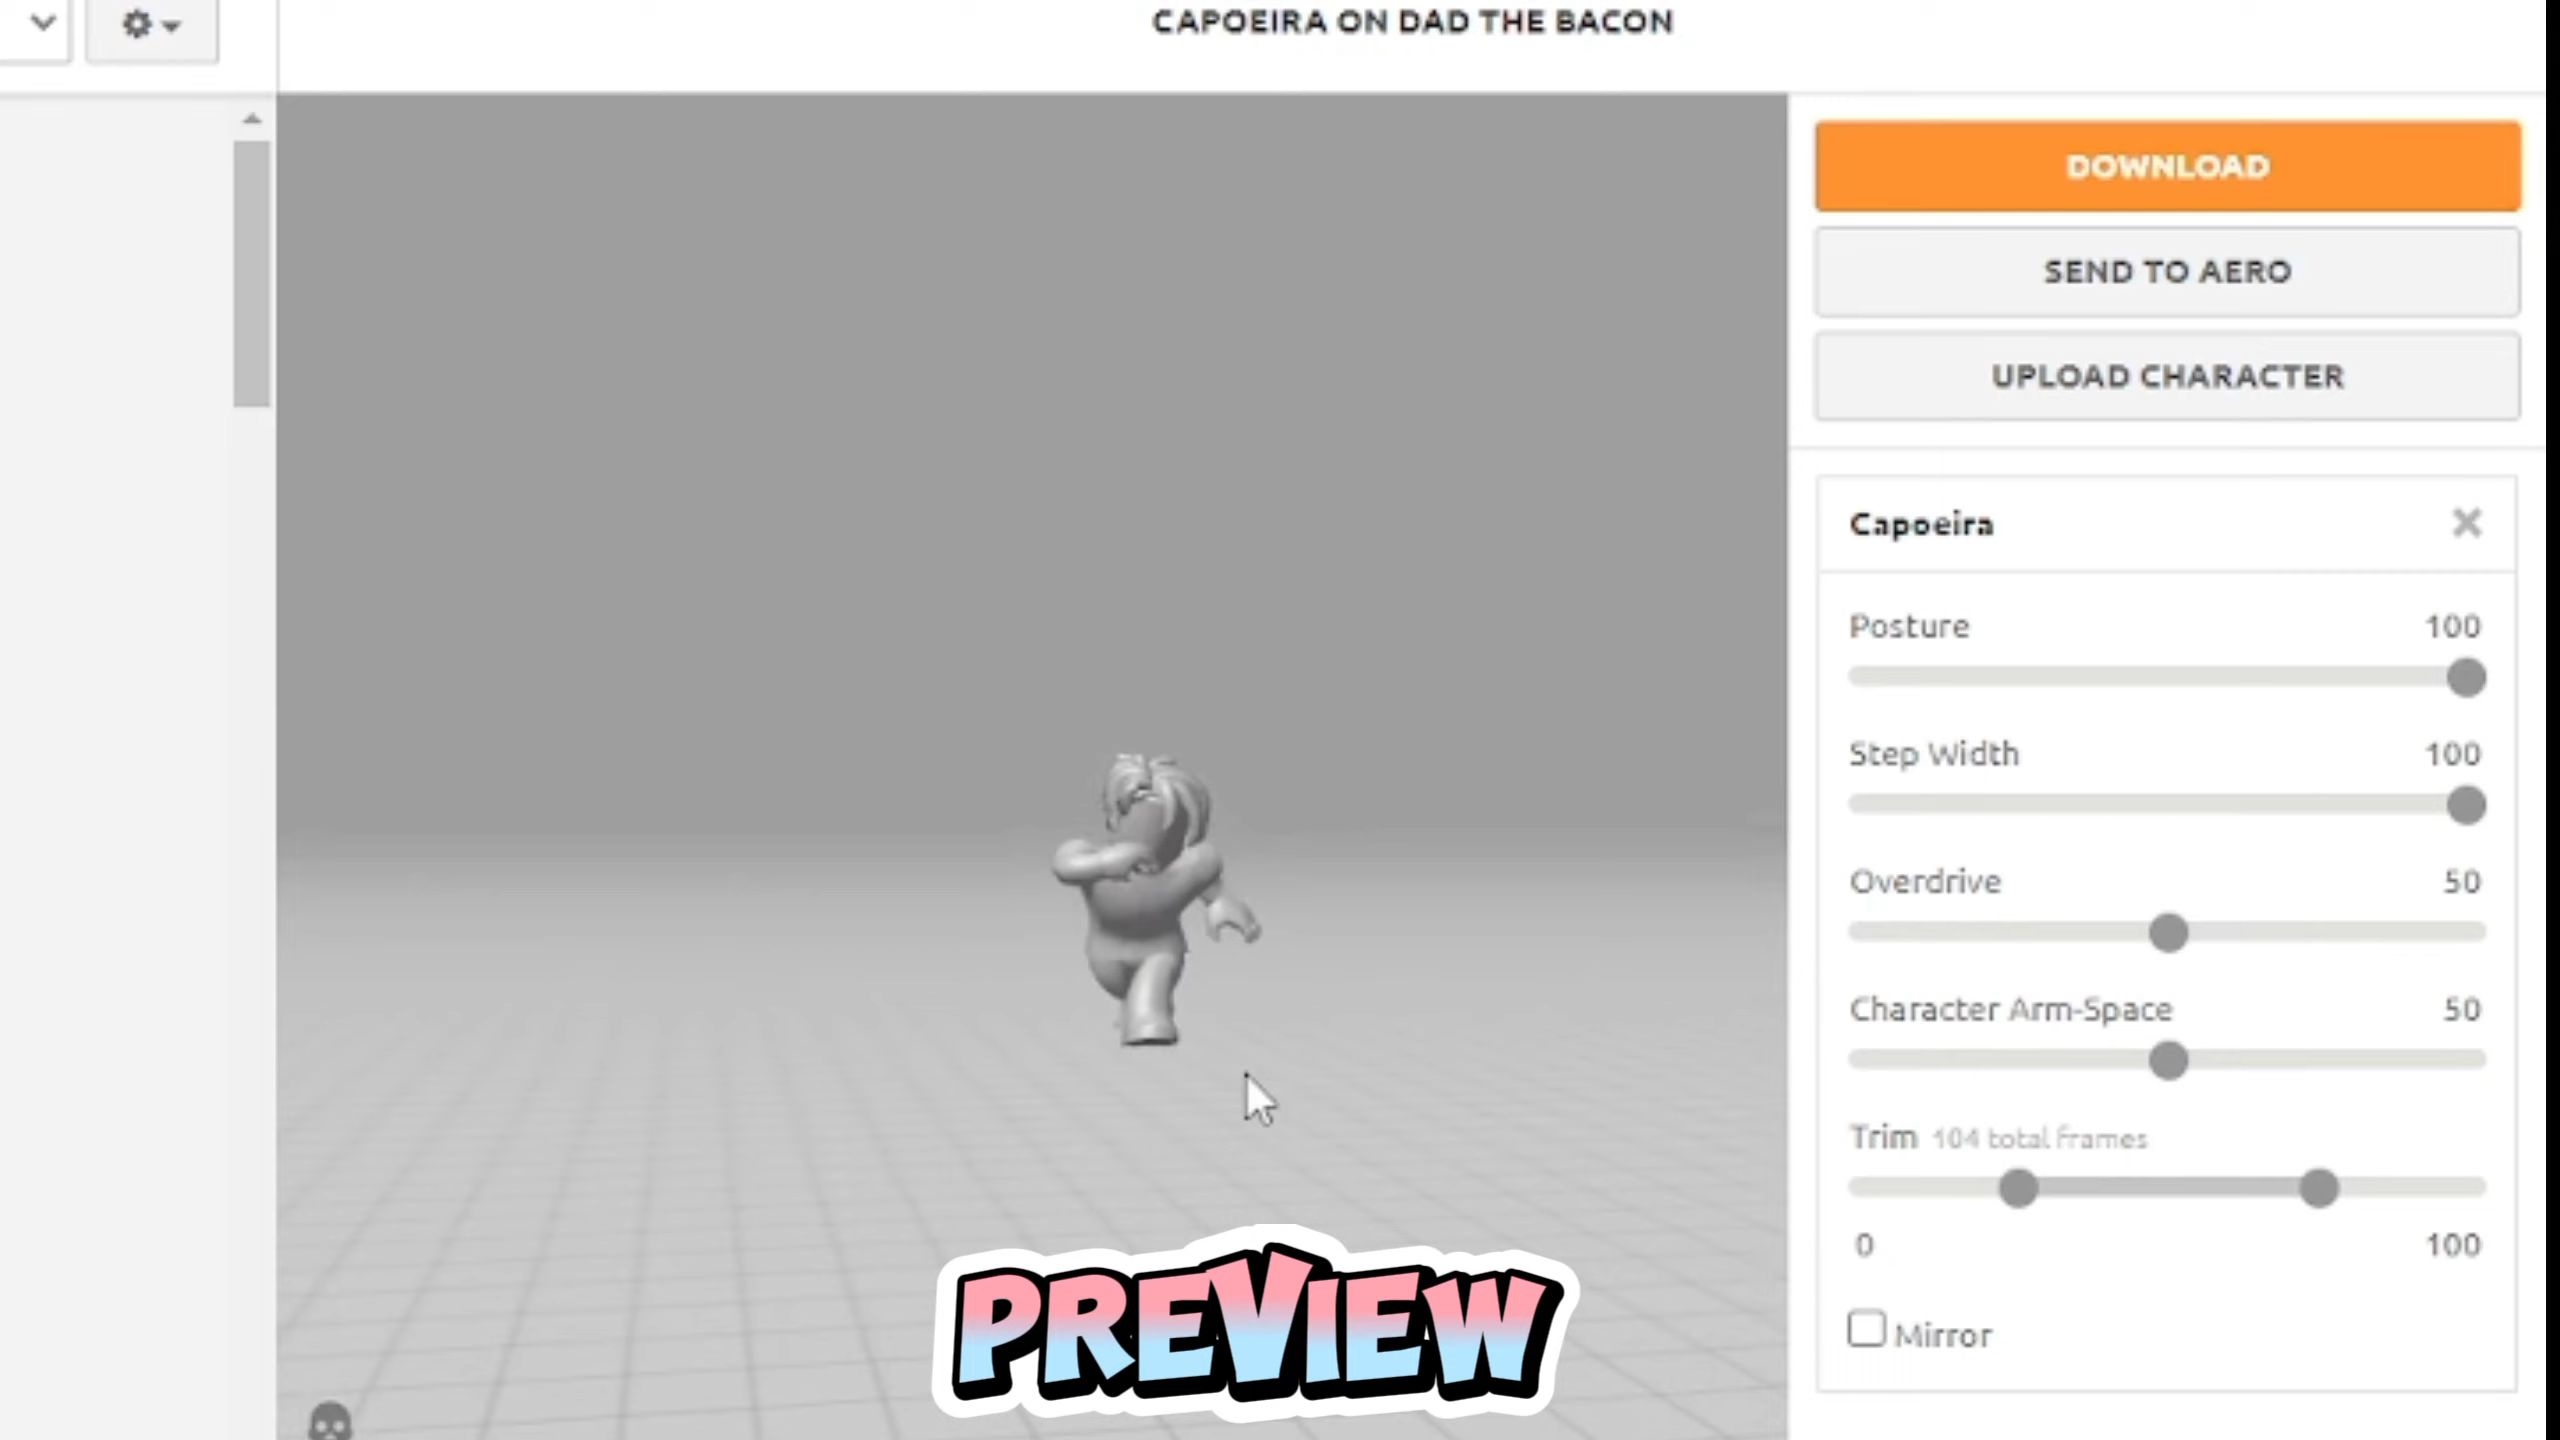 CAPOEIRA ON DAD THE BACON
DOWNLOAD
SEND TO AERO
UPLOAD CHARACTER
Capoeira
Posture 100
Step Width 100
Overdrive 50
Character Arm-Space 50
Trim 104 total frames
0 100
Mirror
PREVIEW